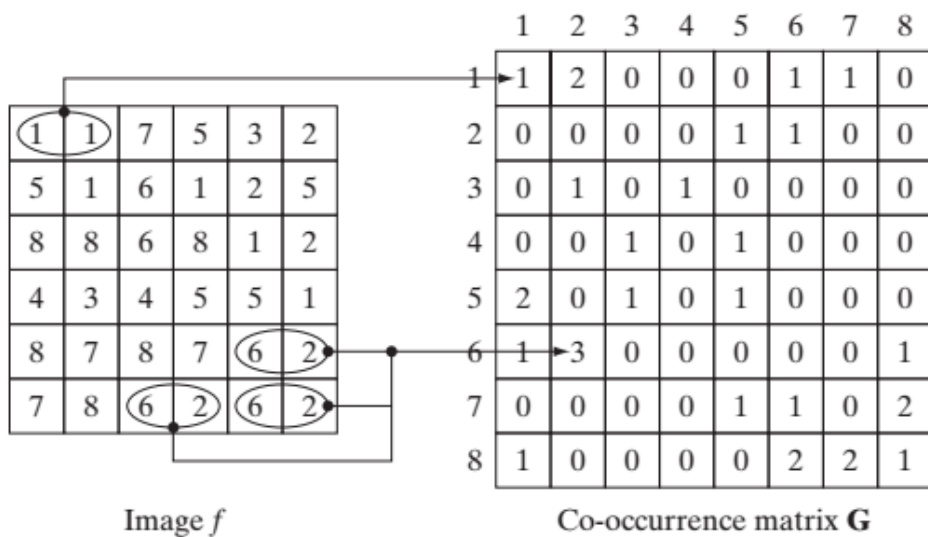 1 2 3 4 5 6 7 8
1 1 2 0 0 0 1 1 0
1 1 7 5 3 2
2 0 0 0 0 1 1 0 0
5 1 6 1 2 5
3 0 1 0 1 0 0 0 0
8 8 6 8 1 2
4 0 0 1 0 1 0 0 0
4 3 4 5 5 1
5 2 0 1 0 1 0 0 0
8 7 8 7 6 2
6 1 3 0 0 0 0 0 1
7 8 6 2 6 2
7 0 0 0 0 1 1 0 2
8 1 0 0 0 0 2 2 1
Image f
Co-occurrence matrix G